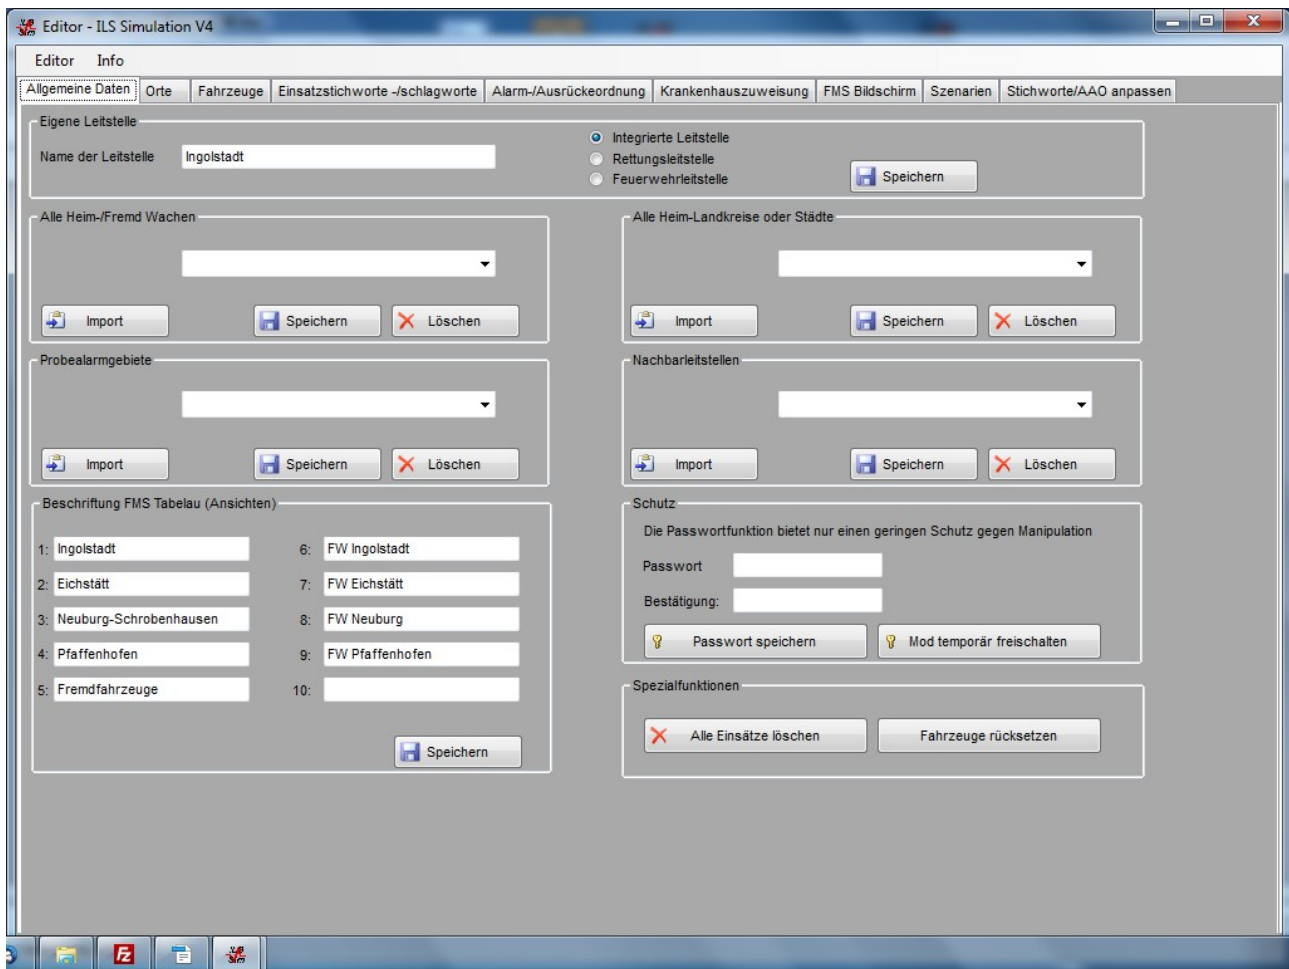 Editor - ILS Simulation V4
Editor Info
Allgemeine Daten Orte Fahrzeuge Einsatzstichworte -/schlagworte Alarm-/Ausrückeordnung Krankenhauszuweisung FMS Bildschirm Szenarien Stichworte/AAO anpassen
Eigene Leitstelle
Name der Leitstelle Ingolstadt
Integrierte Leitstelle
Rettungsleitstelle
Feuerwehrleitstelle
Speichern
Alle Heim-/Fremd Wachen
Import Speichern Löschen
Alle Heim-Landkreise oder Städte
Import Speichern Löschen
Probealarmgebiete
Import Speichern Löschen
Nachbarleitstellen
Import Speichern Löschen
Beschriftung FMS Tabelau (Ansichten)
1: Ingolstadt 6: FW Ingolstadt
2: Eichstätt 7: FW Eichstätt
3: Neuburg-Schrobenhausen 8: FW Neuburg
4: Pfaffenhofen 9: FW Pfaffenhofen
5: Fremdfahrzeuge 10:
Speichern
Schutz
Die Passwortfunktion bietet nur einen geringen Schutz gegen Manipulation
Passwort
Bestätigung:
Passwort speichern Mod temporär freischalten
Spezialfunktionen
Alle Einsätze löschen Fahrzeuge rücksetzen
Fz